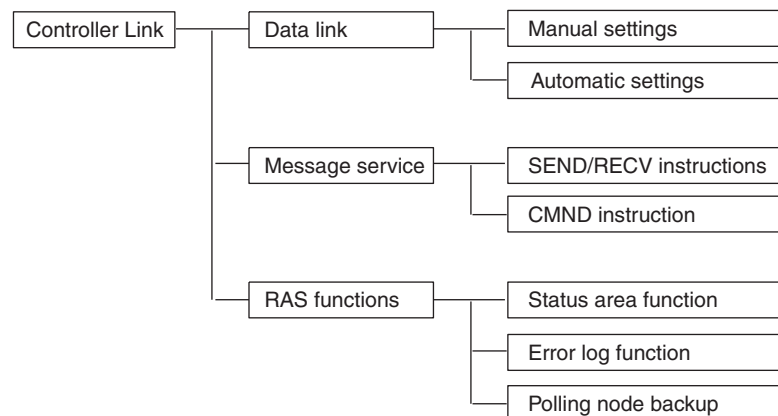 Controller Link
Data link
Manual settings
Automatic settings
Message service
SEND/RECV instructions
CMND instruction
RAS functions
Status area function
Error log function
Polling node backup